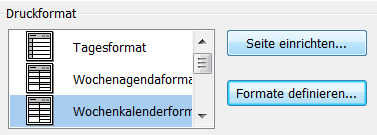 Druckformat
Tagesformat
Seite einrichten...
Wochenagendaforma
Formate definieren...
Wochenkalenderform